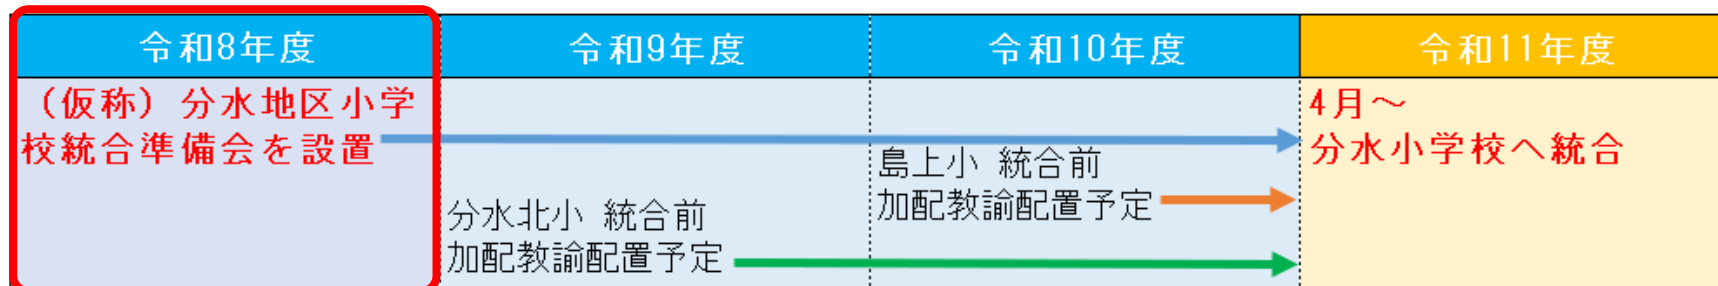 令和8年度
令和9年度
令和10年度
令和11年度
(仮称)分水地区小学
校統合準備会を設置
分水北小 統合前
加配教諭配置予定
島上小 統合前
加配教諭配置予定
4月~
分水小学校へ統合